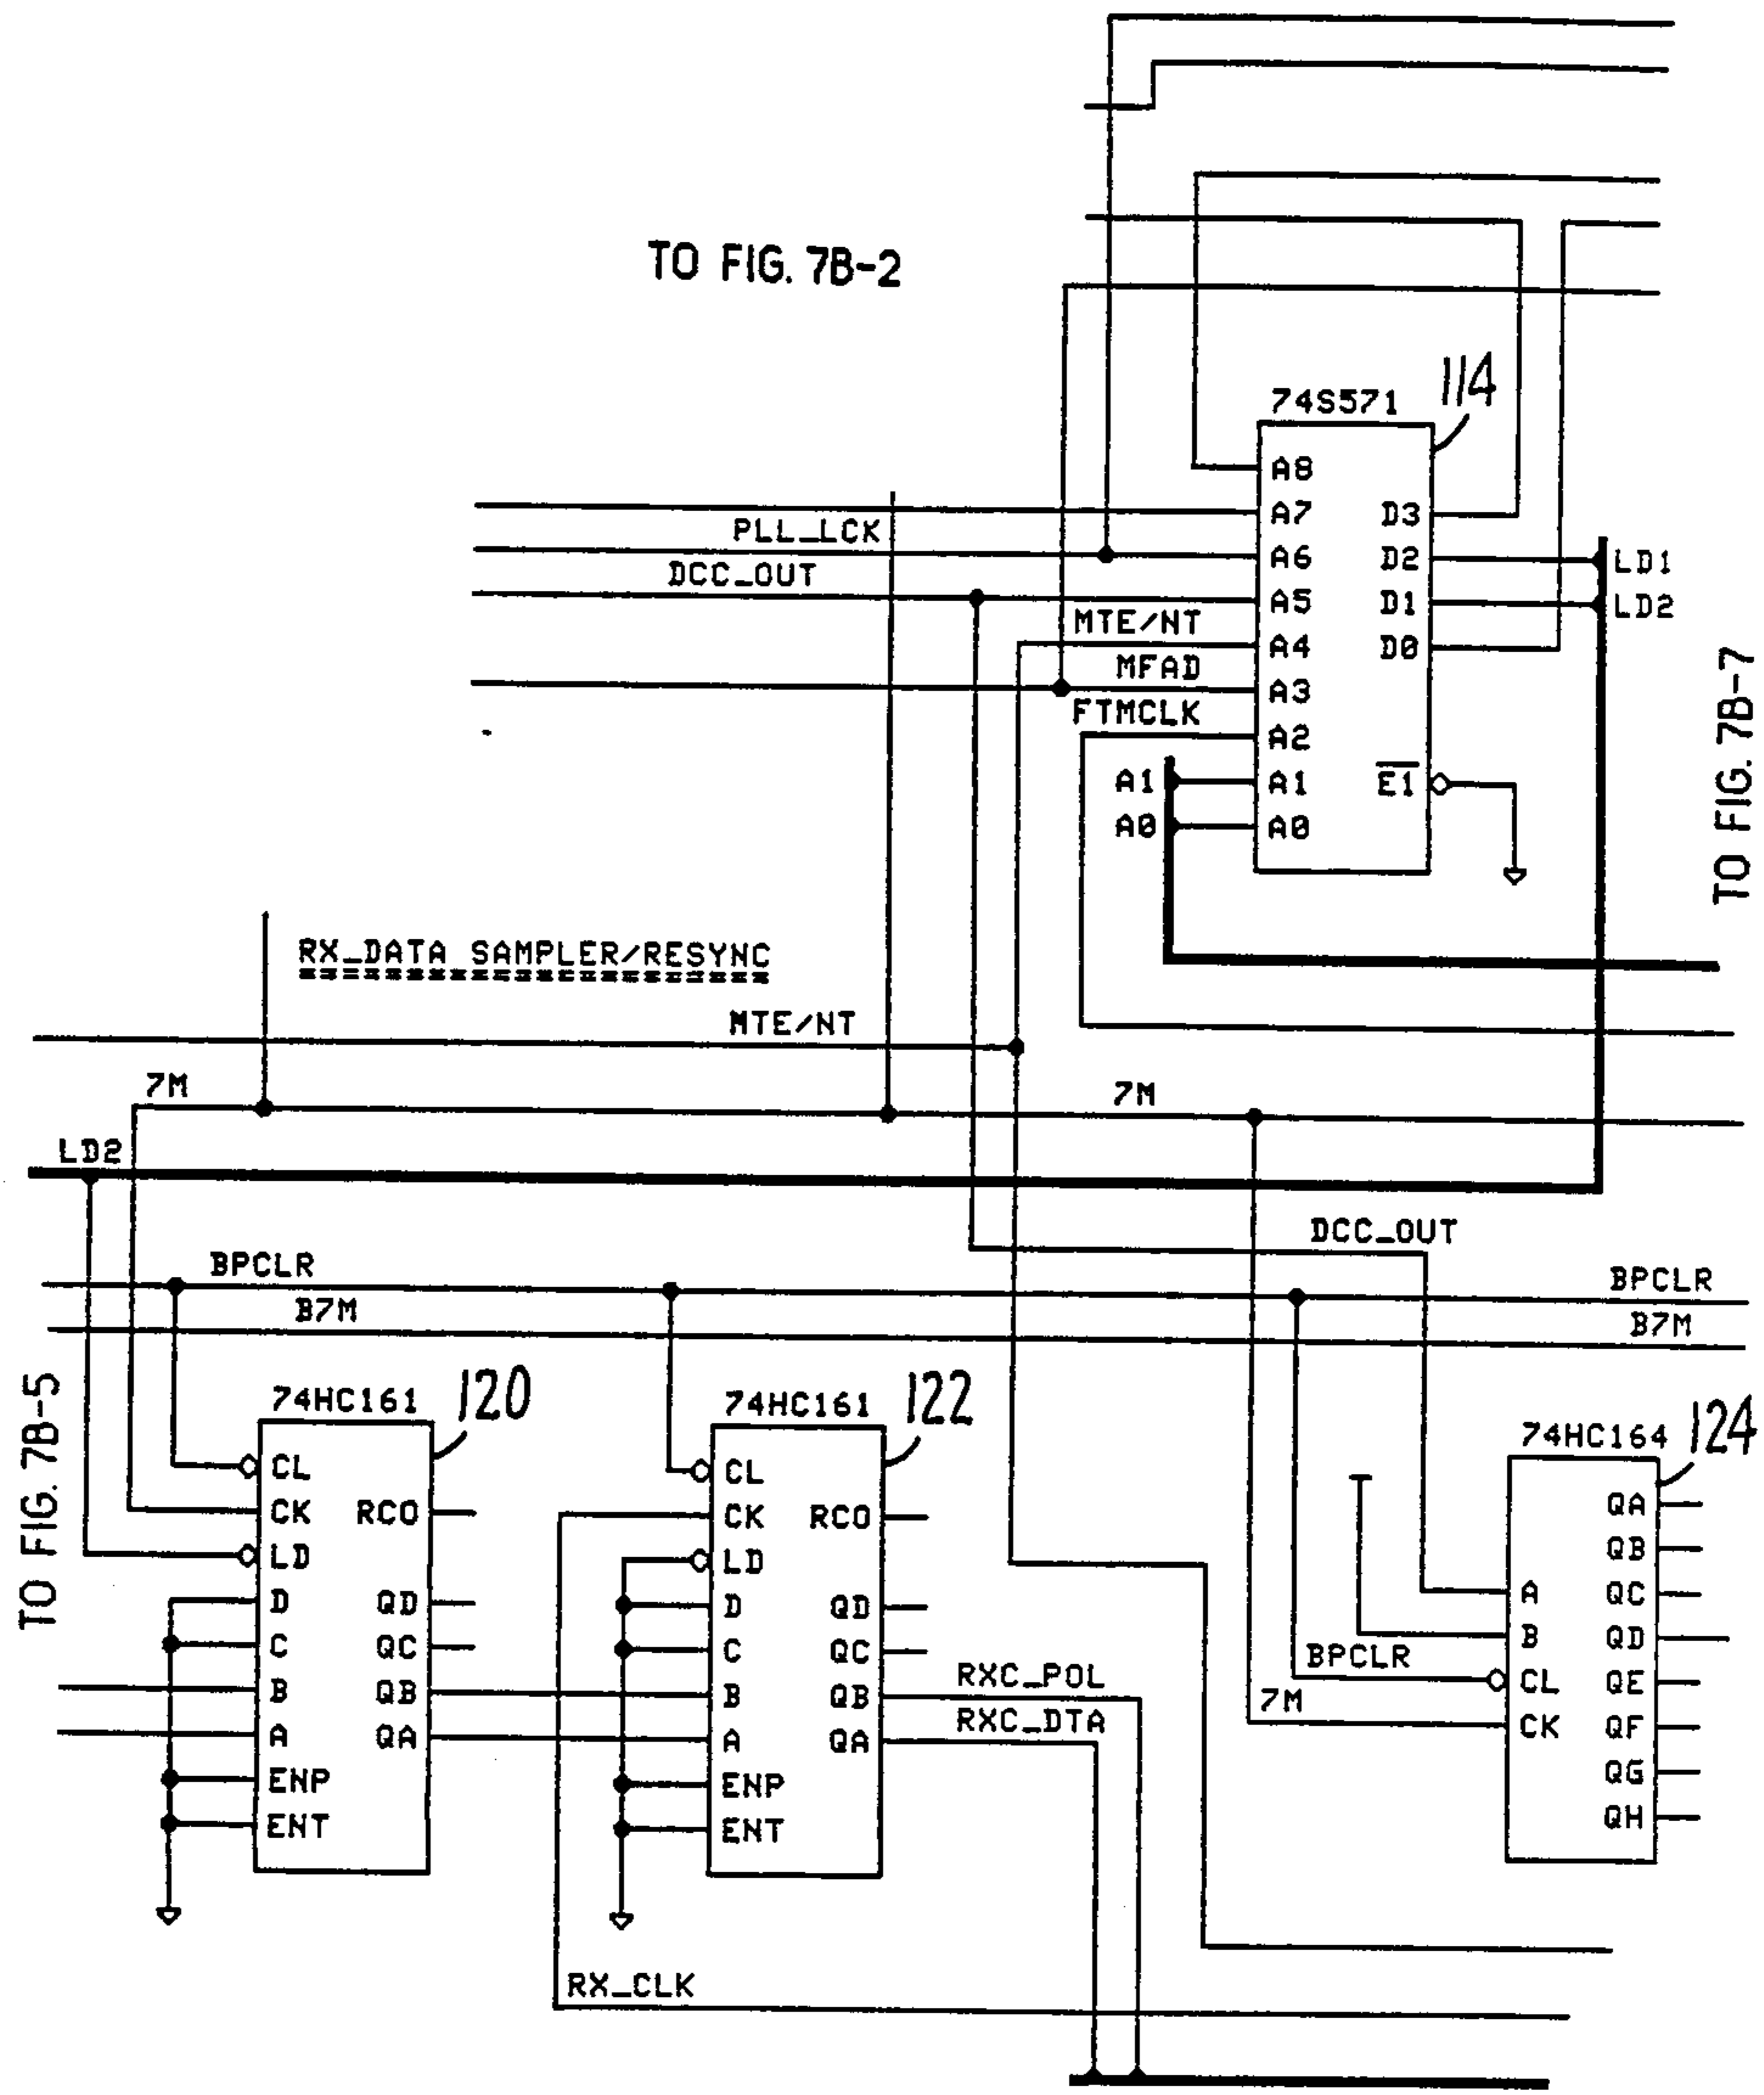 TO FIG. 7B-2
74S571
114
A8
A7
D3
PLL_LCK
A6
D2
LD1
DCC_OUT
A5
D1
LD2
MTE/NT
A4
D0
MFAD
A3
FTMCLK
A2
A1
A1
E1
A0
A0
TO FIG. 7B-7
RX_DATA SAMPLER/RESYNC
MTE/NT
7M
7M
LD2
DCC_OUT
BPCLR
BPCLR
B7M
B7M
TO FIG. 7B-5
74HC161
120
CL
CK
RCO
LD
D
QD
C
QC
B
QB
A
QA
ENP
ENT
74HC161
122
CL
CK
RCO
LD
D
QD
C
QC
B
QB
RXC_POL
A
QA
RXC_DTA
ENP
ENT
74HC164
124
QA
QB
A
QC
B
QD
BPCLR
CL
QE
7M
CK
QF
QG
QH
RX_CLK